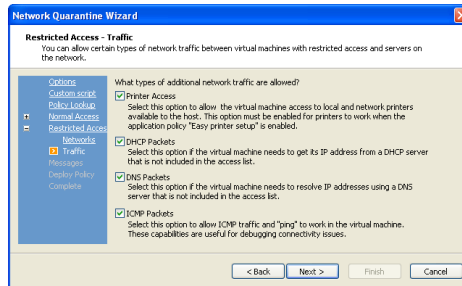 Network Quarantine Wizard
Restricted Access - Traffic
You can allow certain types of network traffic between virtual machines with restricted access and servers on
the network.
Options
Custom script
Policy Lookup
Normal Access
Restricted Acces
Networks
Traffic
Messages
Deploy Policy
Complete
What types of additional network traffic are allowed?
Printer Access
Select this option to allow the virtual machine access to local and network printers
available to the host. This option must be enabled for printers to work when the
application policy "Easy printer setup" is enabled.
DHCP Packets
Select this option if the virtual machine needs to get its IP address from a DHCP server
that is not included in the access list.
DNS Packets
Select this option if the virtual machine needs to resolve IP addresses using a DNS
server that is not included in the access list.
ICMP Packets
Select this option to allow ICMP traffic and "ping" to work in the virtual machine.
These capabilities are useful for debugging connectivity issues.
< Back
Next >
Finish
Cancel